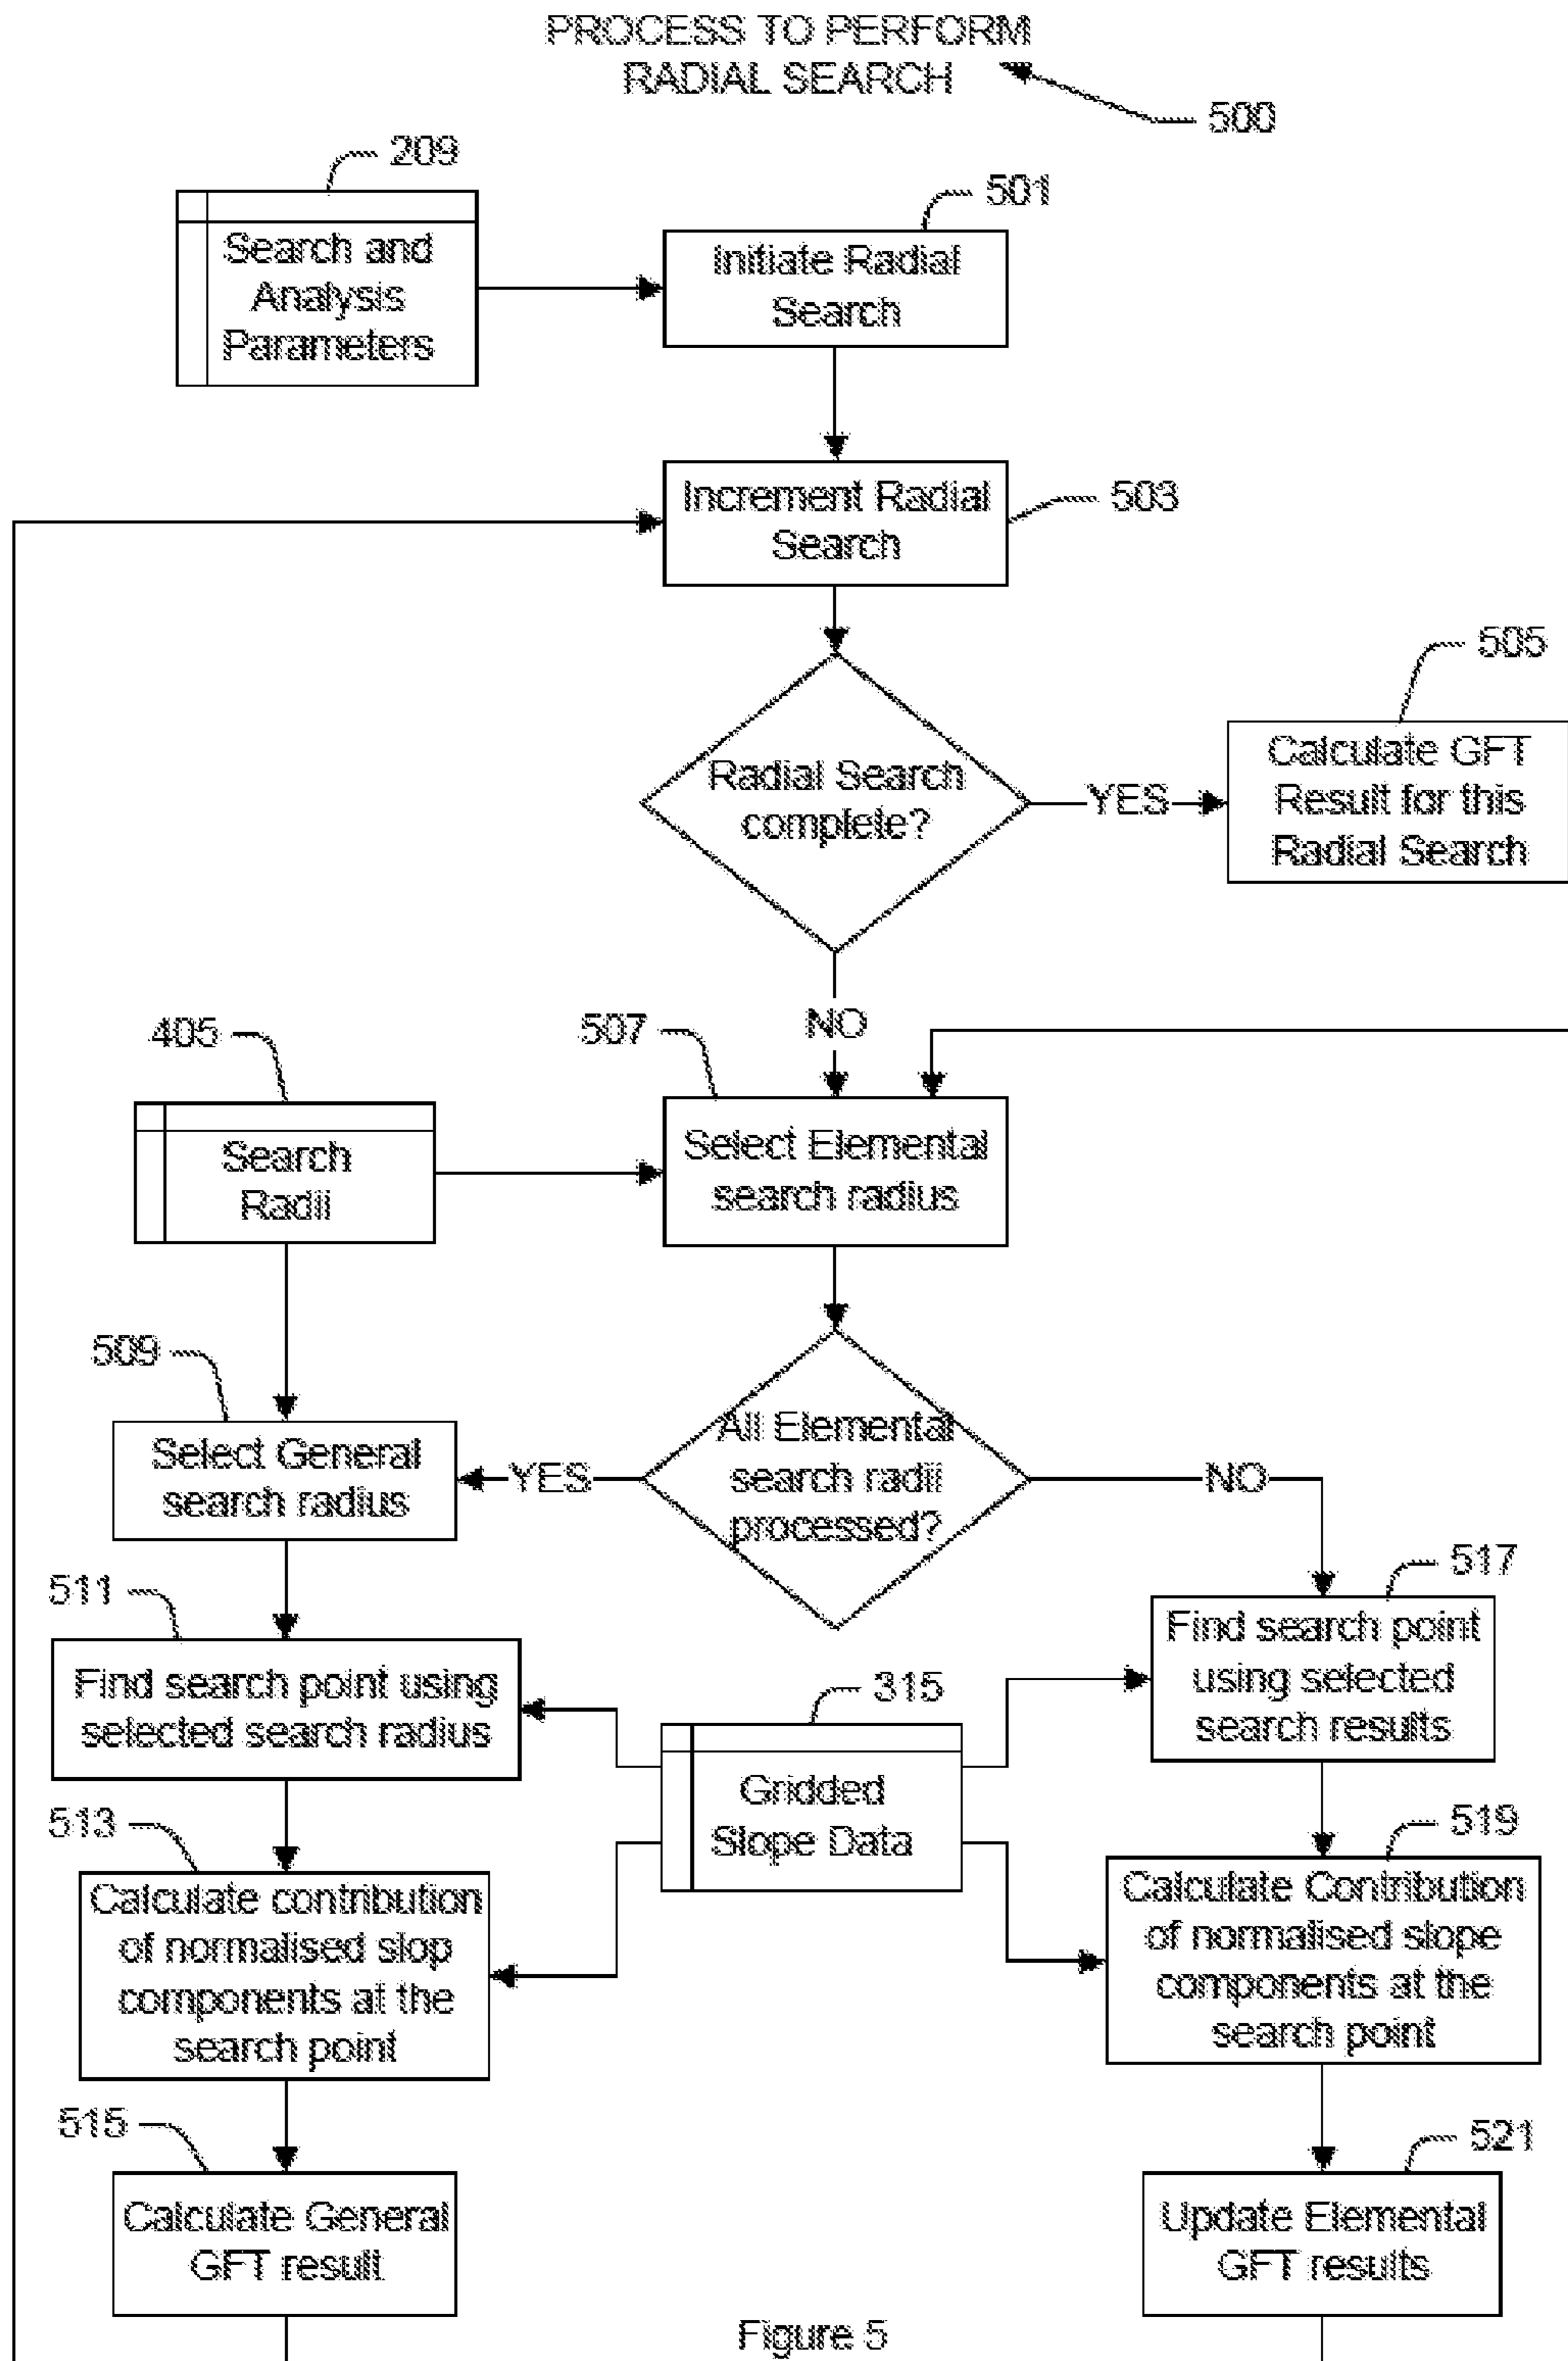 PROCESS TO PERFORM
RADIAL SEARCH
500
209
501
Search and
Analysis
Parameters
Initiate Radial
Search
Increment Radial
Search
503
505
Radial Search
complete?
YES
Calculate GFT
Result for this
Radial Search
NO
405
507
Search
Radii
Select Elemental
search radius
509
Select General
search radius
YES
All Elemental
search radii
processed?
NO
511
517
Find search point using
selected search radius
Find search point
using selected
search results
315
Gridded
Slope Data
513
519
Calculate contribution
of normalised slop
components at the
search point
Calculate Contribution
of normalised slope
components at the
search point
515
521
Calculate General
GFT result
Update Elemental
GFT results
Figure 5